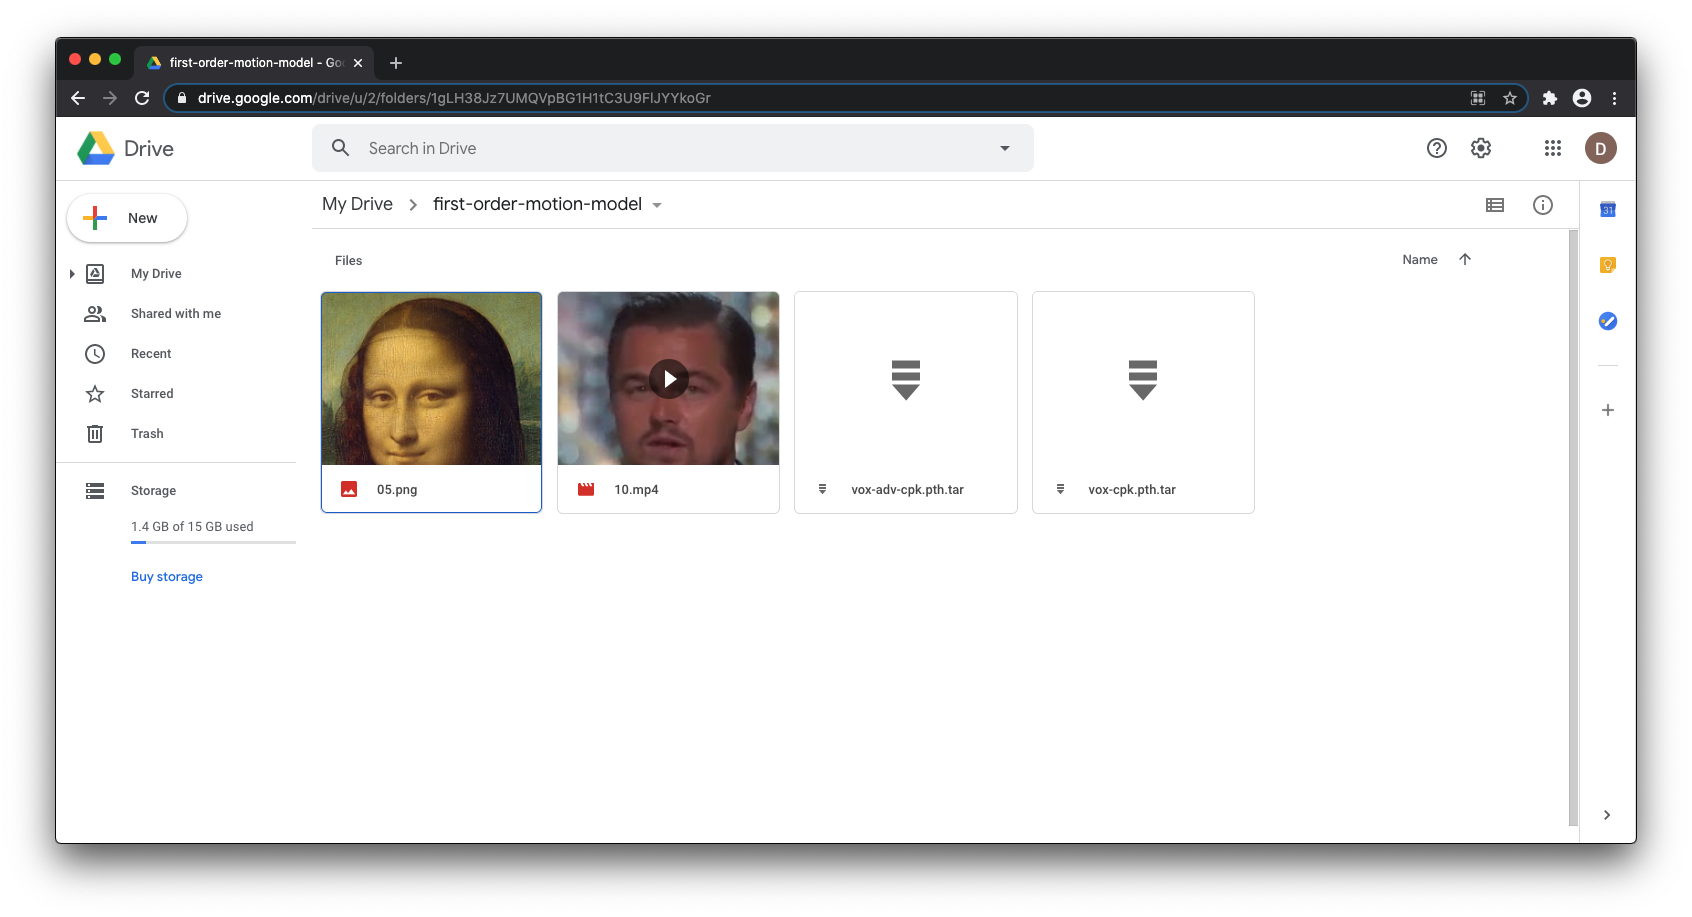 first-order-motion-model - Goo
drive.google.com/drive/u/2/folders/1gLH38Jz7UMQVpBG1H1tC3U9FlJYYkoGr
Drive
Search in Drive
D
New
My Drive
Shared with me
Recent
Starred
Trash
Storage
1.4 GB of 15 GB used
Buy storage
My Drive > first-order-motion-model
Files
Name
05.png
10.mp4
vox-adv-cpk.pth.tar
vox-cpk.pth.tar
31